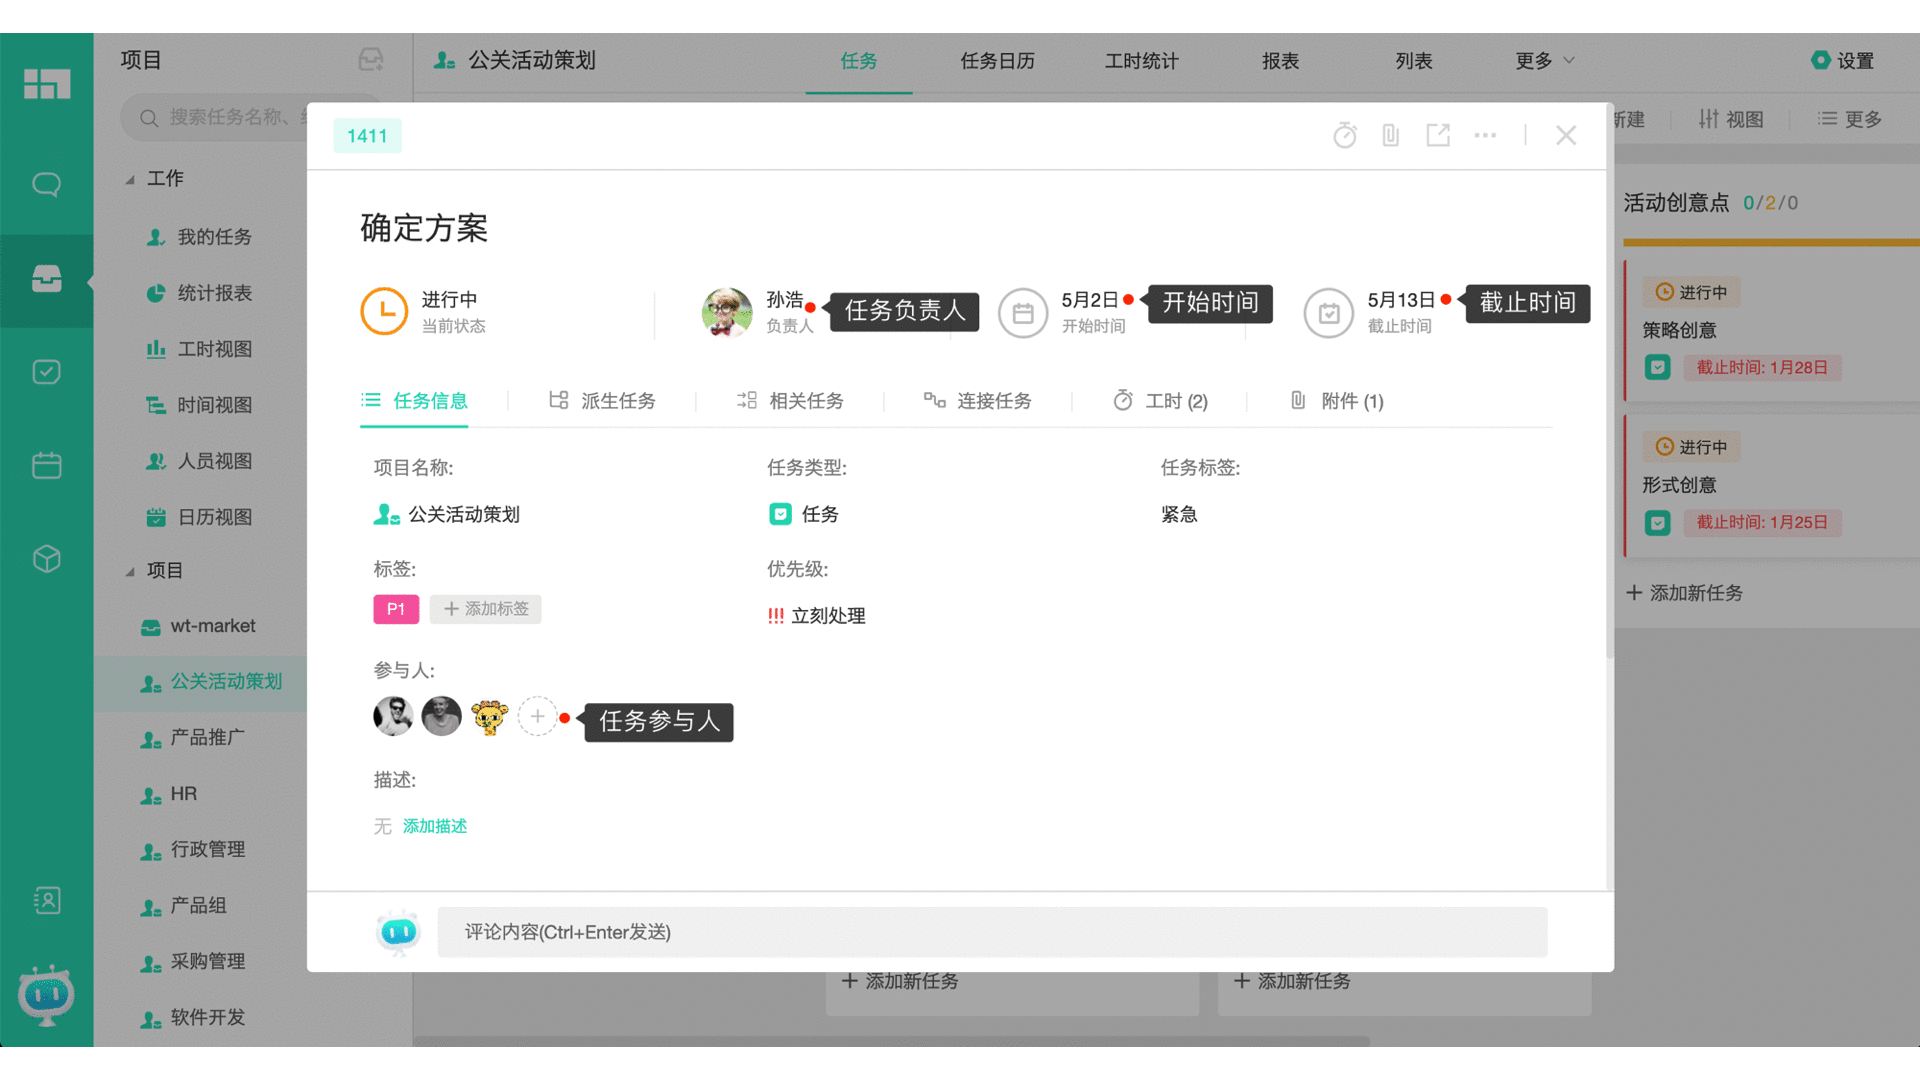 项目
搜索任务名称、
工作
我的任务
统计报表
工时视图
时间视图
人员视图
日历视图
项目
wt-market
公关活动策划
产品推广
HR
行政管理
产品组
采购管理
软件开发
公关活动策划
任务
任务日历
工时统计
报表
列表
更多
设置
新建
视图
更多
1411
确定方案
进行中
当前状态
孙浩
负责人
任务负责人
5月2日
开始时间
开始时间
5月13日
截止时间
截止时间
任务信息
派生任务
相关任务
连接任务
工时 (2)
附件 (1)
项目名称:
任务类型:
任务标签:
公关活动策划
任务
紧急
标签:
优先级:
P1
添加标签
!!! 立刻处理
参与人:
任务参与人
描述:
无 添加描述
评论内容(Ctrl+Enter发送)
活动创意点 0/2/0
进行中
策略创意
截止时间: 1月28日
进行中
形式创意
截止时间: 1月25日
添加新任务
添加新任务
添加新任务